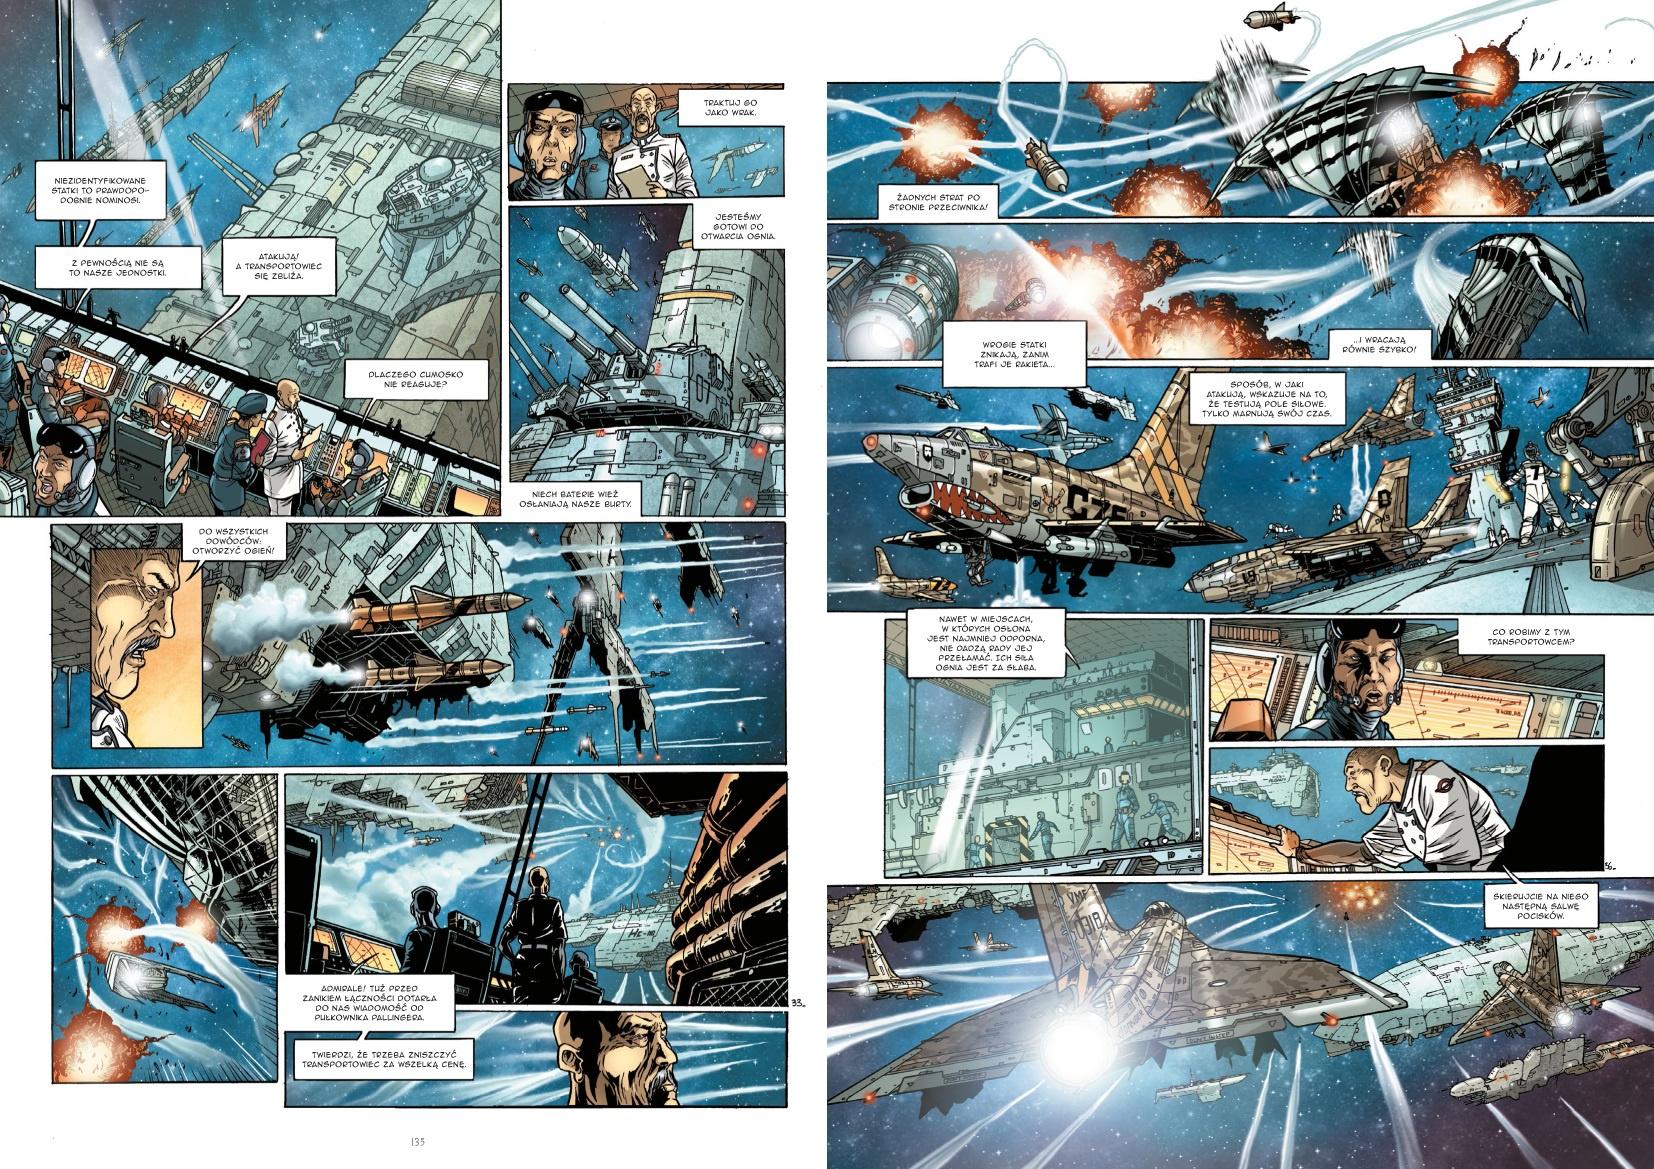 NIEZIDENTYFIKOWANE
STATKI TO PRAWDOPO-
DOBNIE NOMINOSI.
Z PEWNOŚCIĄ NIE SĄ
TO NASZE JEDNOSTKI.
ATAKUJĄ!
A TRANSPORTOWIEC
SIĘ ZBLIŻA.
DLACZEGO CUMOSKO
NIE REAGUJE?
TRAKTUJ GO
JAKO WRAK.
JESTEŚMY
GOTOWI DO
OTWARCIA OGNIA.
NIECH BATERIE WIEŻ
OSŁANIAJĄ NASZE BURTY.
DO WSZYSTKICH
DOWÓDCÓW:
OTWORZYĆ OGIEŃ!
ADMIRALE! TUŻ PRZED
ZANIKIEM ŁĄCZNOŚCI DOTARŁA
DO NAS WIADOMOŚĆ OD
PUŁKOWNIKA PALLINGERA.
33_
TWIERDZI, ŻE TRZEBA ZNISZCZYĆ
TRANSPORTOWIEC ZA WSZELKĄ CENĘ.
135
ŻADNYCH STRAT PO
STRONIE PRZECIWNIKA!
WROGIE STATKI
ZNIKAJĄ, ZANIM
TRAFI JE RAKIETA...
...I WRACAJĄ
RÓWNIE SZYBKO!
SPOSÓB, W JAKI
ATAKUJĄ, WSKAZUJE NA TO,
ŻE TESTUJĄ POLE SIŁOWE.
TYLKO MARNUJĄ SWÓJ CZAS.
7
NAWET W MIEJSCACH,
W KTÓRYCH OSŁONA
JEST NAJMNIEJ ODPORNA,
NIE DADZĄ RADY JEJ
PRZEŁAMAĆ. ICH SIŁA
OGNIA JEST ZA SŁABA.
CO ROBIMY Z TYM
TRANSPORTOWCEM?
SKIERUJCIE NA NIEGO
NASTĘPNĄ SALWĘ
POCISKÓW.
VMF